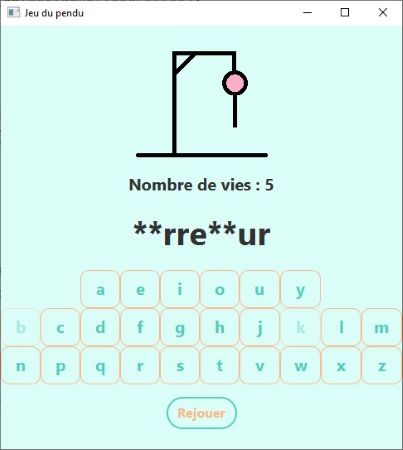 Jeu du pendu
Nombre de vies : 5
**rre**ur
a e i o u y
b c d f g h j k l m
n p q r s t v w x z
Rejouer